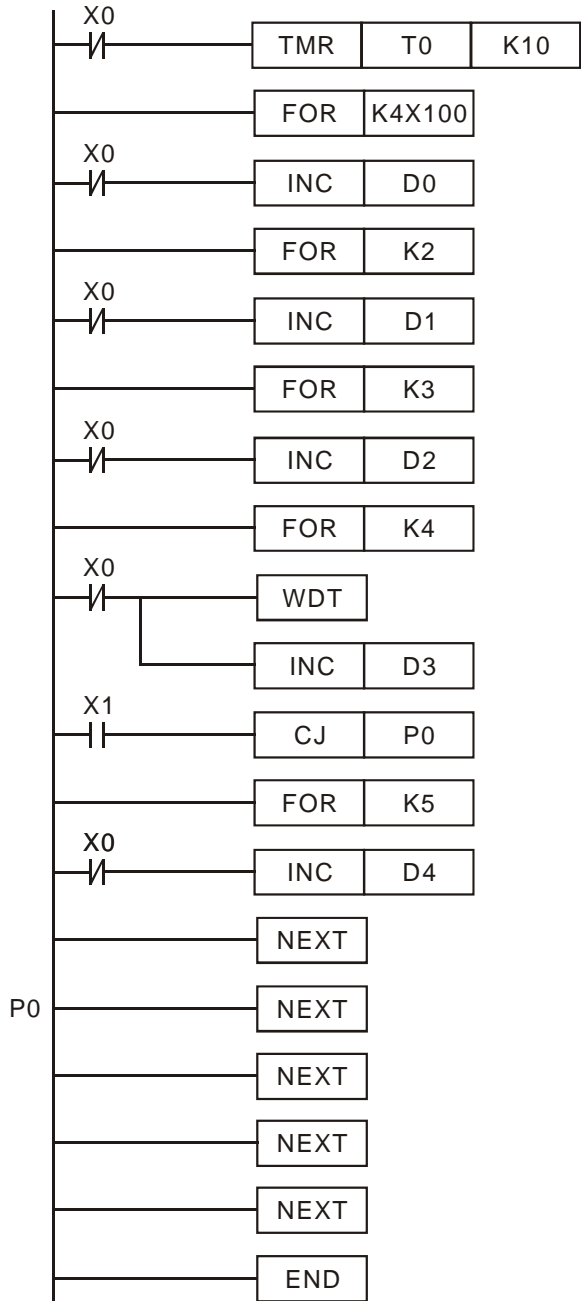 X0
TMR T0 K10
FOR K4X100
X0
INC D0
FOR K2
X0
INC D1
FOR K3
X0
INC D2
FOR K4
X0
WDT
INC D3
X1
CJ P0
FOR K5
X0
INC D4
NEXT
P0 NEXT
NEXT
NEXT
NEXT
END